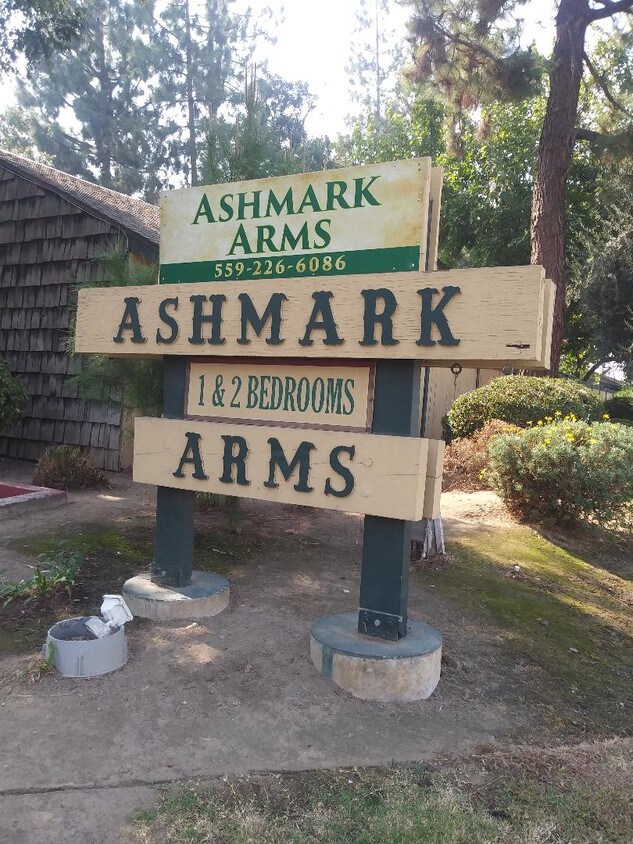 ASHMARK
ARMS
559-226-6086
ASHMARK
1 & 2 BEDROOMS
ARMS